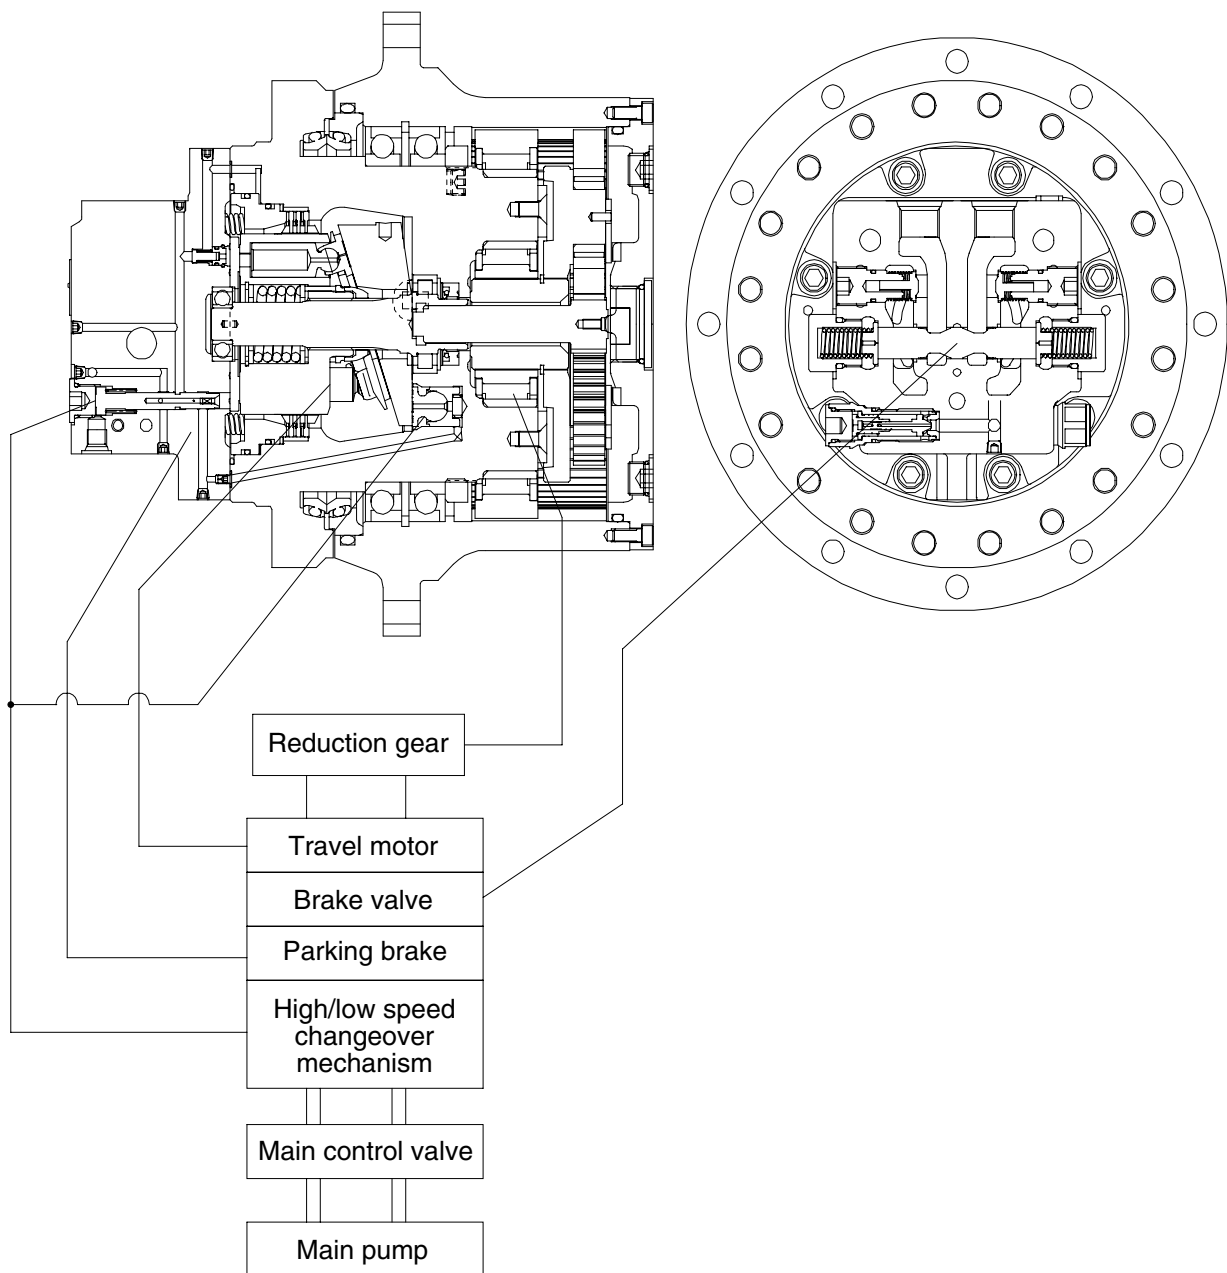 Reduction gear
Travel motor
Brake valve
Parking brake
High/low speed
changeover
mechanism
Main control valve
Main pump